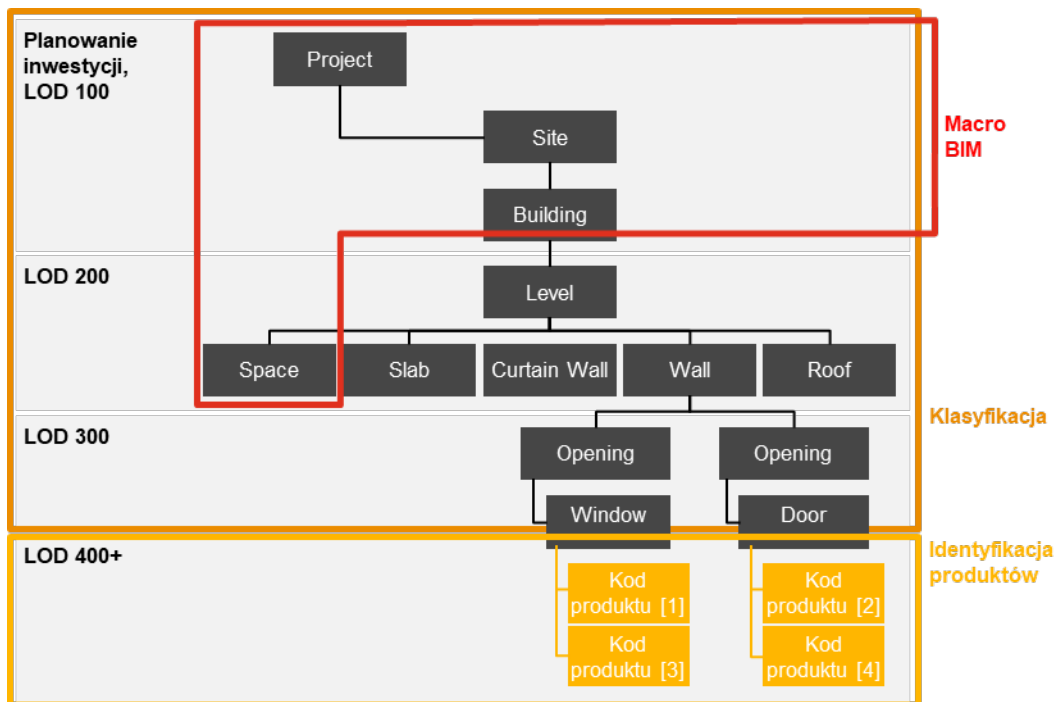 Planowanie
inwestycji,
LOD 100
Project
Site
Building
Macro
BIM
LOD 200
Level
Space
Slab
Curtain Wall
Wall
Roof
Klasyfikacja
LOD 300
Opening
Opening
Window
Door
LOD 400+
Identyfikacja
produktów
Kod
produktu [1]
Kod
produktu [2]
Kod
produktu [3]
Kod
produktu [4]